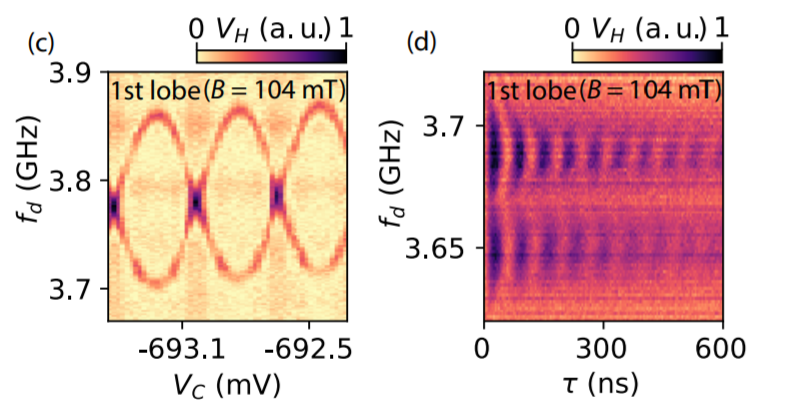 (c)
0 V_H (a. u.) 1
3.9
1st lobe (B = 104 mT)
3.8
3.7
f_d (GHz)
-693.1
-692.5
V_C (mV)
(d)
0 V_H (a. u.) 1
1st lobe (B = 104 mT)
3.7
3.65
f_d (GHz)
0
300
600
τ (ns)